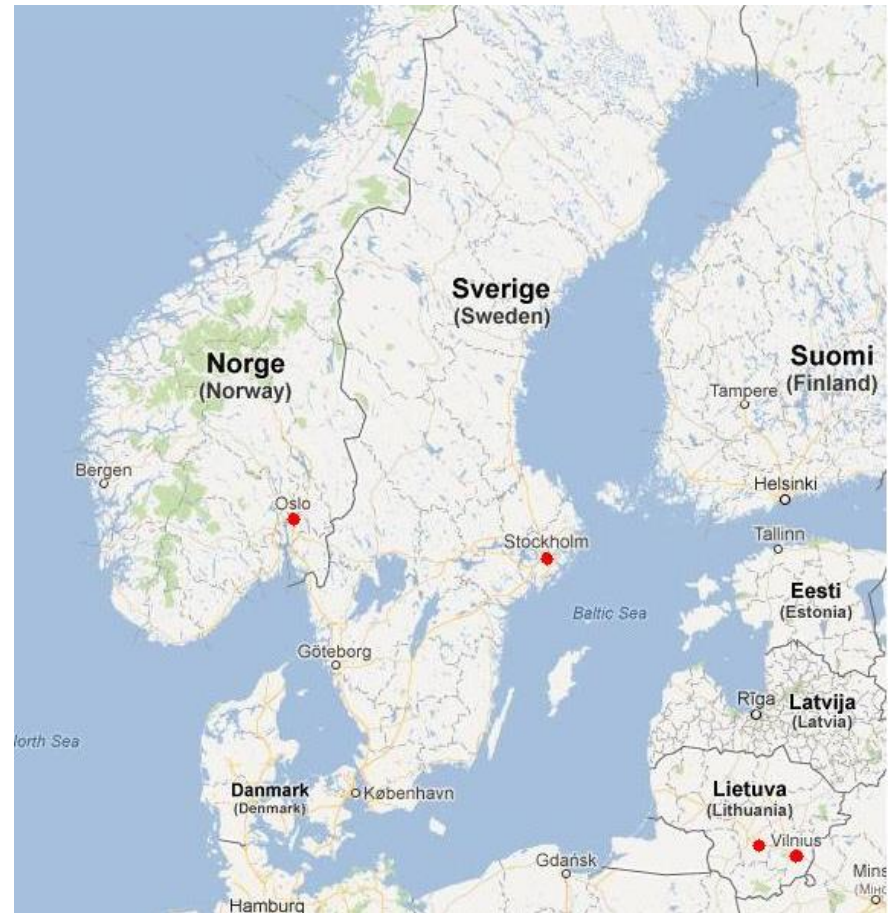 Sverige
(Sweden)
Norge
(Norway)
Suomi
(Finland)
Tampere
Bergen
Oslo
Helsinki
Stockholm
Tallinn
Eesti
(Estonia)
Baltic Sea
Göteborg
Rīga
Latvija
(Latvia)
orth Sea
Danmark
(Denmark)
København
Lietuva
(Lithuania)
Vilnius
Gdańsk
Mins
(Мінс
Hamburg